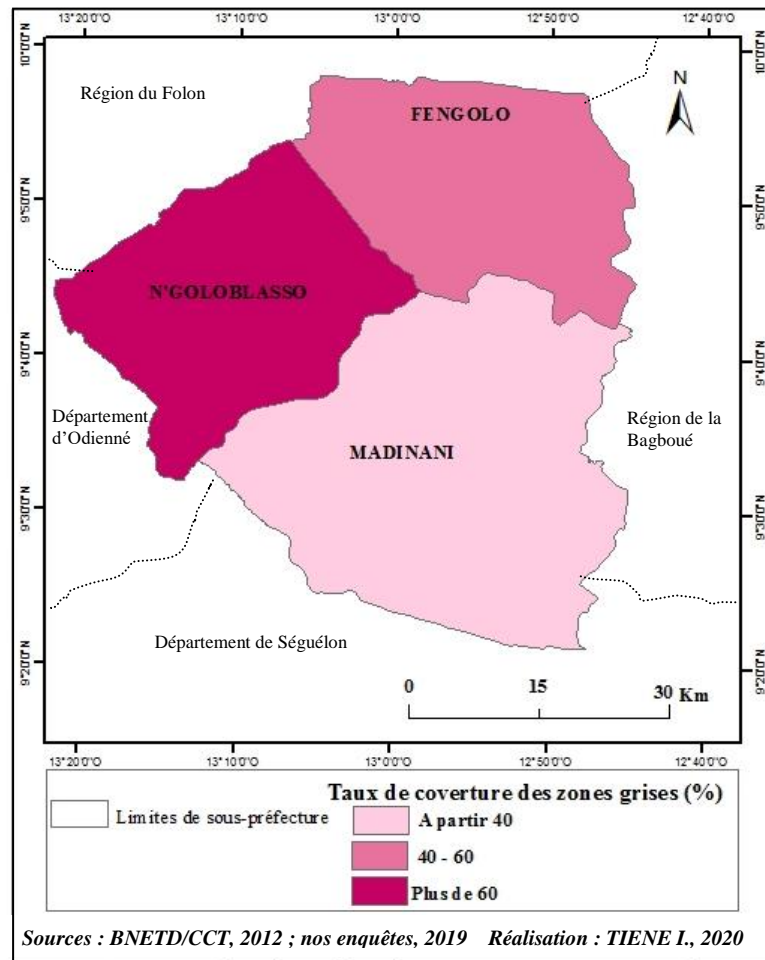 13°20'0"O 13°10'0"O 13°0'0"O 12°50'0"O 12°40'0"O
10°0'0"N
10°0'0"N
Région du Folon
N
FENGOLO
9°50'0"N
9°50'0"N
N'GOLOBLASSO
9°40'0"N
9°40'0"N
Département
d'Odienné
Région de la
Bagboué
MADINANI
9°30'0"N
9°30'0"N
Département de Séguélon
9°20'0"N
9°20'0"N
0 15 30 Km
13°20'0"O 13°10'0"O 13°0'0"O 12°50'0"O 12°40'0"O
Taux de coverture des zones grises (%)
Limites de sous-préfecture
A partir 40
40 - 60
Plus de 60
Sources : BNETD/CCT, 2012 ; nos enquêtes, 2019 Réalisation : TIENE I., 2020